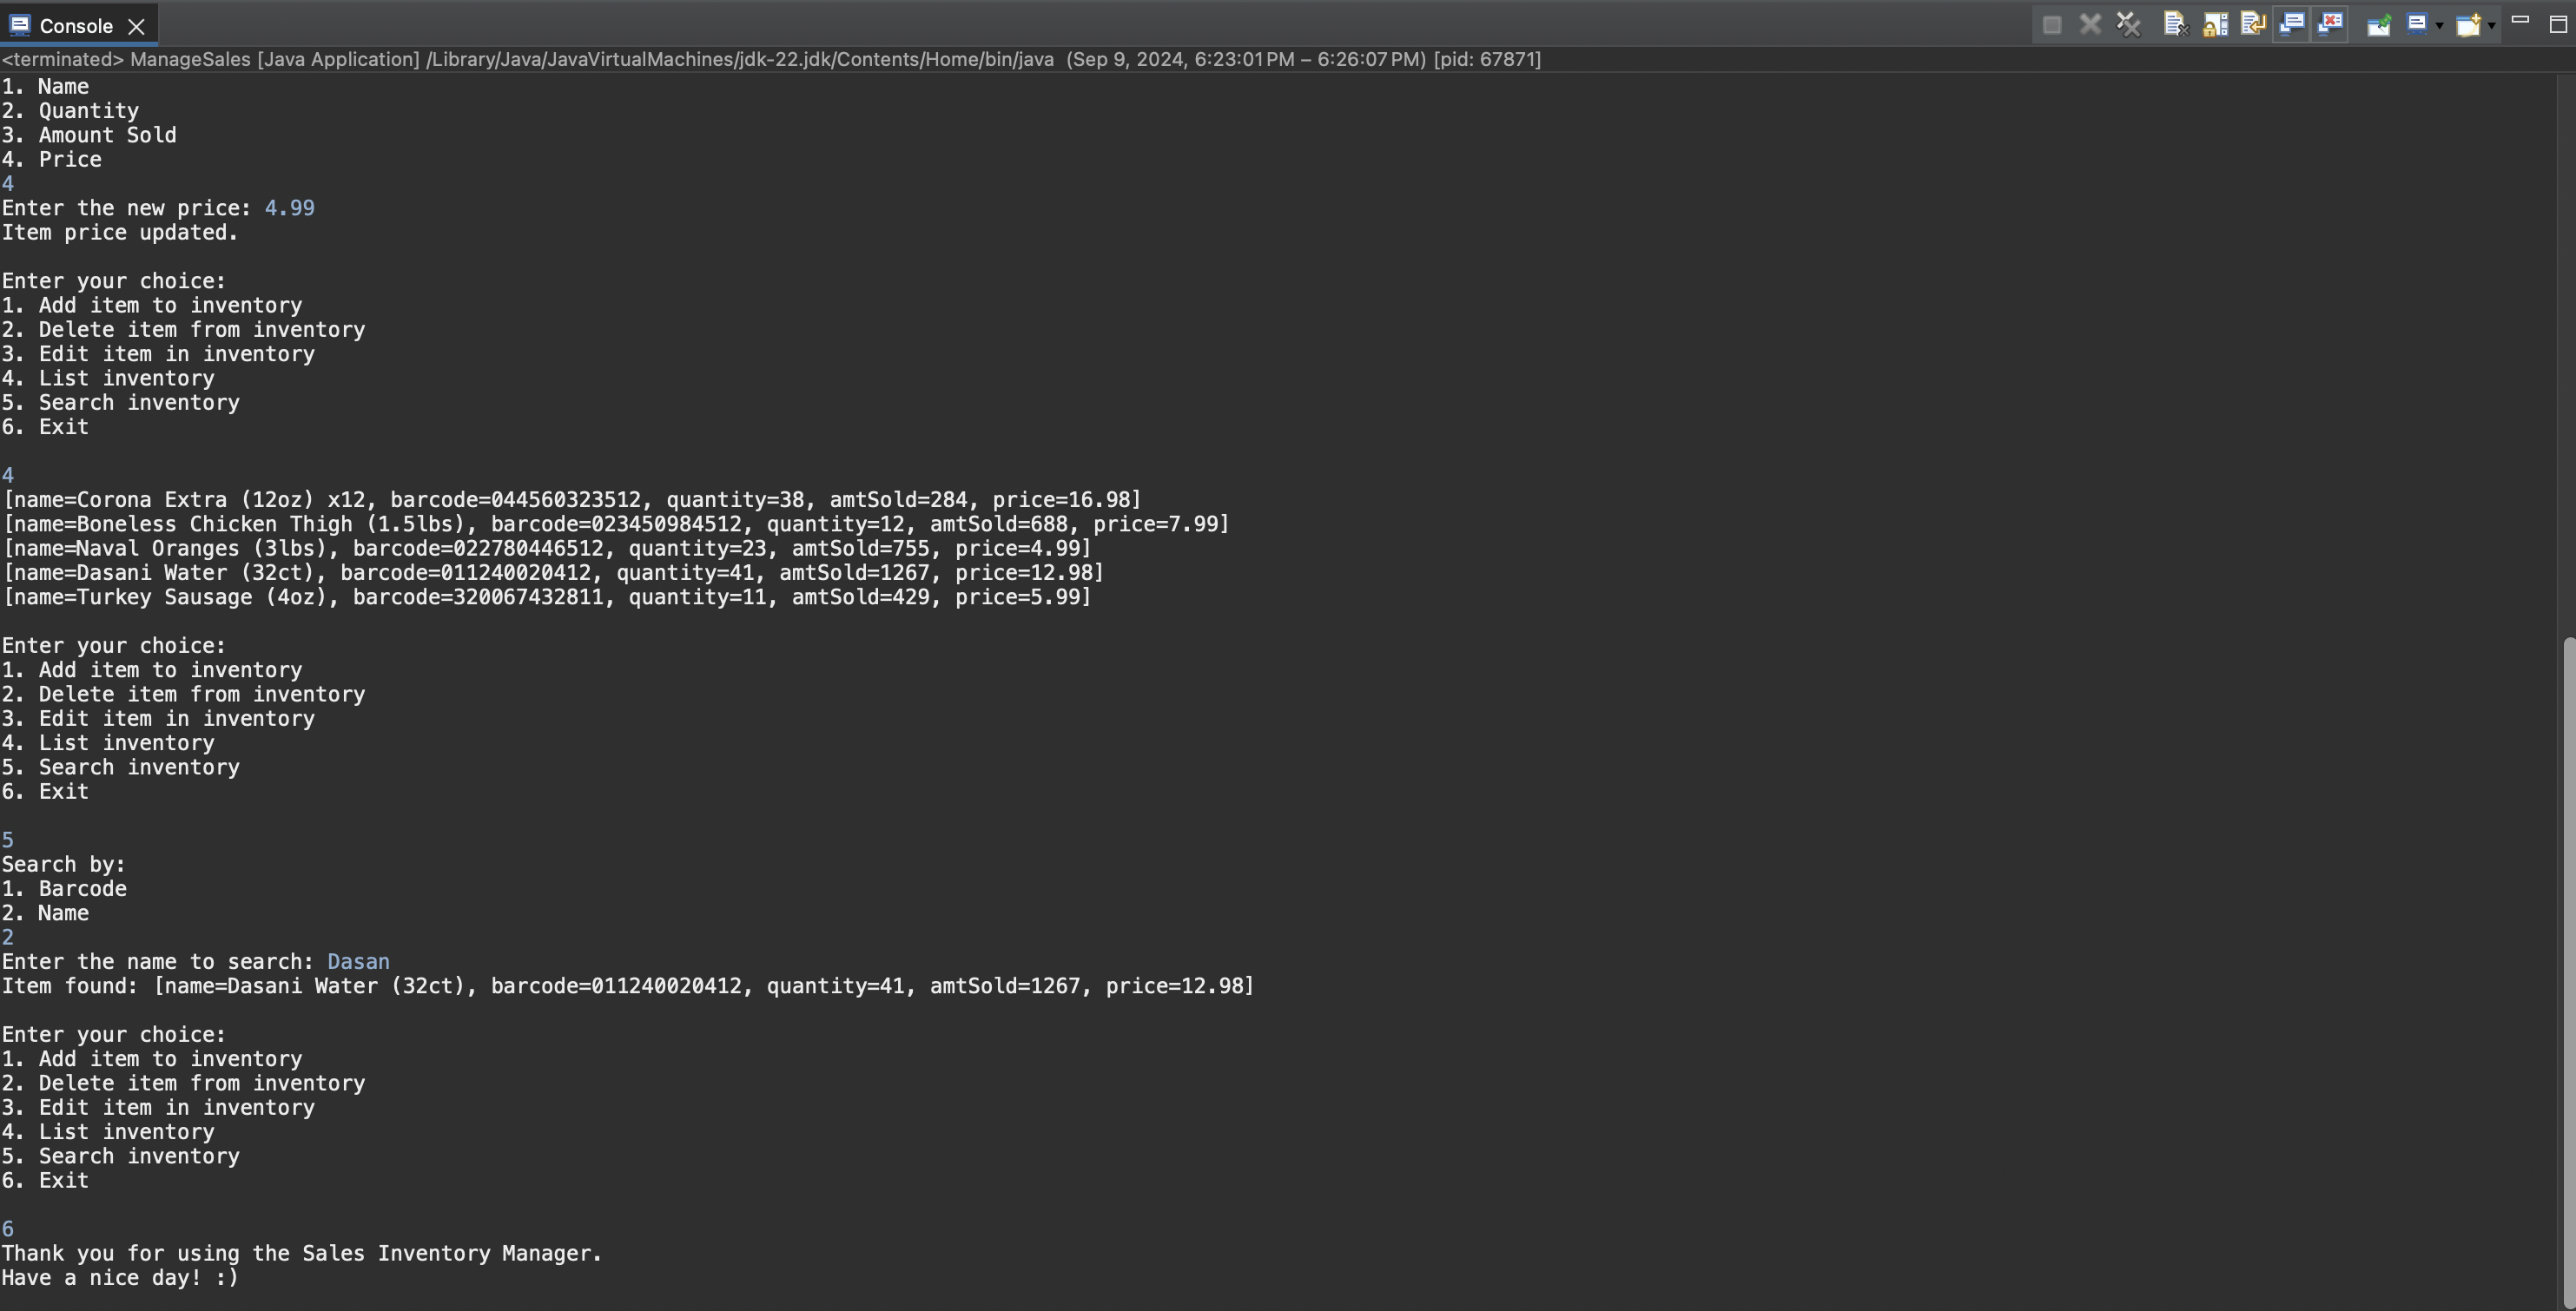 Console
<terminated> ManageSales [Java Application] /Library/Java/JavaVirtualMachines/jdk-22.jdk/Contents/Home/bin/java (Sep 9, 2024, 6:23:01 PM – 6:26:07 PM) [pid: 67871]
1. Name
2. Quantity
3. Amount Sold
4. Price
4
Enter the new price: 4.99
Item price updated.
Enter your choice:
1. Add item to inventory
2. Delete item from inventory
3. Edit item in inventory
4. List inventory
5. Search inventory
6. Exit
4
[name=Corona Extra (12oz) x12, barcode=044560323512, quantity=38, amtSold=284, price=16.98]
[name=Boneless Chicken Thigh (1.5lbs), barcode=023450984512, quantity=12, amtSold=688, price=7.99]
[name=Naval Oranges (3lbs), barcode=022780446512, quantity=23, amtSold=755, price=4.99]
[name=Dasani Water (32ct), barcode=011240020412, quantity=41, amtSold=1267, price=12.98]
[name=Turkey Sausage (4oz), barcode=320067432811, quantity=11, amtSold=429, price=5.99]
Enter your choice:
1. Add item to inventory
2. Delete item from inventory
3. Edit item in inventory
4. List inventory
5. Search inventory
6. Exit
5
Search by:
1. Barcode
2. Name
2
Enter the name to search: Dasan
Item found: [name=Dasani Water (32ct), barcode=011240020412, quantity=41, amtSold=1267, price=12.98]
Enter your choice:
1. Add item to inventory
2. Delete item from inventory
3. Edit item in inventory
4. List inventory
5. Search inventory
6. Exit
6
Thank you for using the Sales Inventory Manager.
Have a nice day! :)